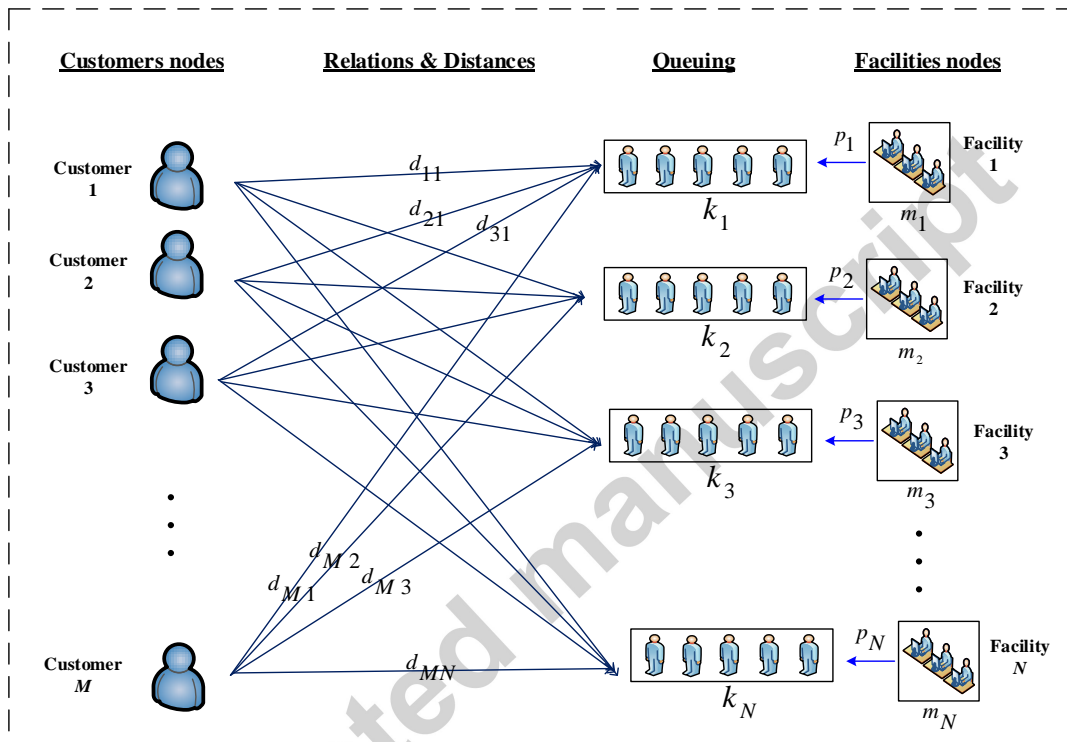 Customers nodes
Relations & Distances
Queuing
Facilities nodes
Customer
1
d11
k1
p1
m1
Facility
1
d21
d31
Customer
2
k2
p2
m2
Facility
2
Customer
3
k3
p3
m3
Facility
3
dM1
dM2
dM3
Customer
M
dMN
kN
pN
mN
Facility
N
ted manuscript